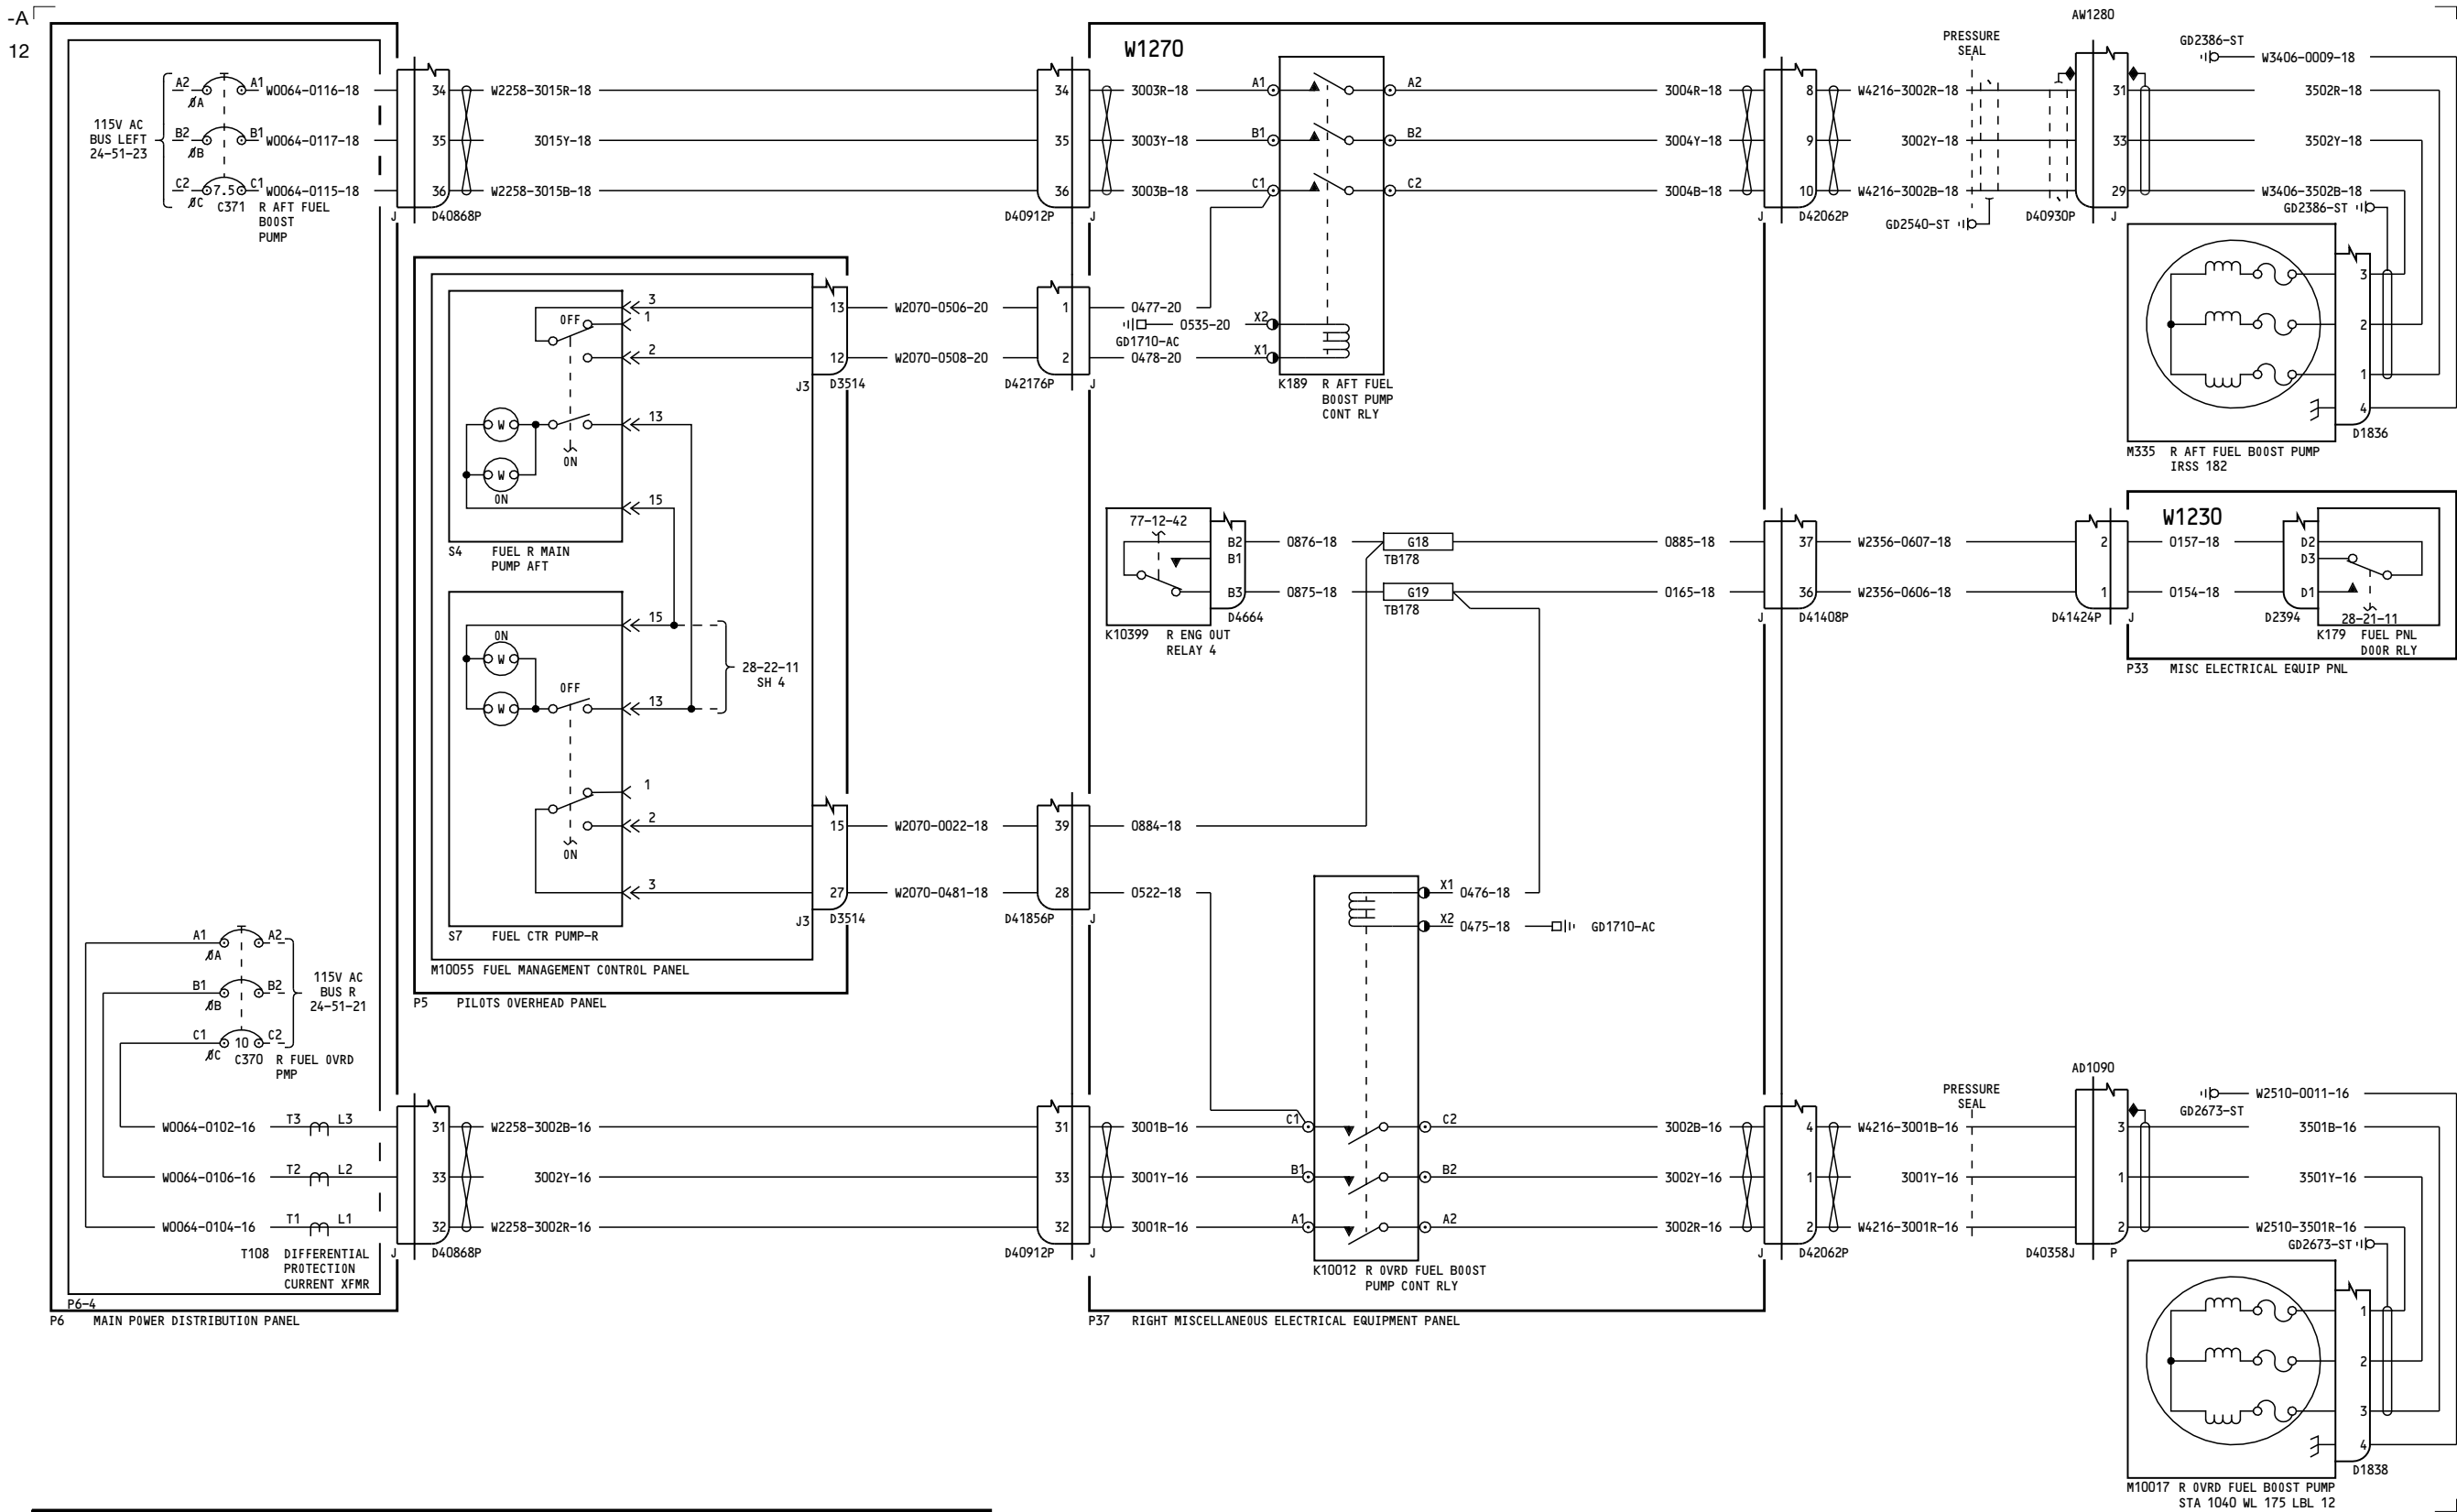 -A
12
115V AC
BUS LEFT
24-51-23
A2
ØA
A1
W0064-0116-18
B2
ØB
B1
W0064-0117-18
C2
ØC
7.5
C1
W0064-0115-18
C371
R AFT FUEL
BOOST
PUMP
34
35
36
J
D40868P
W2258-3015R-18
3015Y-18
W2258-3015B-18
34
35
36
D40912P
J
W1270
3003R-18
3003Y-18
3003B-18
A1
B1
C1
A2
B2
C2
3004R-18
3004Y-18
3004B-18
8
9
10
J
D42062P
W4216-3002R-18
3002Y-18
W4216-3002B-18
PRESSURE
SEAL
GD2540-ST
AW1280
31
33
29
D40930P
J
GD2386-ST
W3406-0009-18
3502R-18
3502Y-18
W3406-3502B-18
GD2386-ST
3
2
1
4
D1836
M335 R AFT FUEL BOOST PUMP
IRSS 182
OFF
3
1
2
13
15
W
W
ON
ON
S4 FUEL R MAIN
PUMP AFT
13
12
J3
D3514
W2070-0506-20
W2070-0508-20
1
2
D42176P
J
0477-20
0535-20
GD1710-AC
0478-20
X2
X1
K189 R AFT FUEL
BOOST PUMP
CONT RLY
77-12-42
B2
B1
B3
D4664
K10399 R ENG OUT
RELAY 4
0876-18
0875-18
G18
TB178
G19
TB178
0885-18
0165-18
37
36
J
D41408P
W2356-0607-18
W2356-0606-18
2
1
D41424P
J
W1230
0157-18
0154-18
D2
D3
D1
D2394
28-21-11
K179 FUEL PNL
DOOR RLY
P33 MISC ELECTRICAL EQUIP PNL
15
ON
W
W
OFF
13
28-22-11
SH 4
1
2
ON
3
S7 FUEL CTR PUMP-R
M10055 FUEL MANAGEMENT CONTROL PANEL
P5 PILOTS OVERHEAD PANEL
15
27
J3
D3514
W2070-0022-18
W2070-0481-18
39
28
D41856P
J
0884-18
0522-18
X1
0476-18
X2
0475-18
GD1710-AC
A1
ØA
A2
B1
ØB
B2
C1
ØC
10
C2
115V AC
BUS R
24-51-21
C370 R FUEL OVRD
PMP
W0064-0102-16
T3
L3
W0064-0106-16
T2
L2
W0064-0104-16
T1
L1
T108 DIFFERENTIAL
PROTECTION
CURRENT XFMR
P6-4
P6 MAIN POWER DISTRIBUTION PANEL
31
33
32
J
D40868P
W2258-3002B-16
3002Y-16
W2258-3002R-16
31
33
32
D40912P
J
3001B-16
3001Y-16
3001R-16
C1
B1
A1
C2
B2
A2
K10012 R OVRD FUEL BOOST
PUMP CONT RLY
P37 RIGHT MISCELLANEOUS ELECTRICAL EQUIPMENT PANEL
3002B-16
3002Y-16
3002R-16
4
1
2
J
D42062P
W4216-3001B-16
3001Y-16
W4216-3001R-16
PRESSURE
SEAL
AD1090
3
1
2
D40358J
P
GD2673-ST
W2510-0011-16
3501B-16
3501Y-16
W2510-3501R-16
GD2673-ST
1
2
3
4
D1838
M10017 R OVRD FUEL BOOST PUMP
STA 1040 WL 175 LBL 12